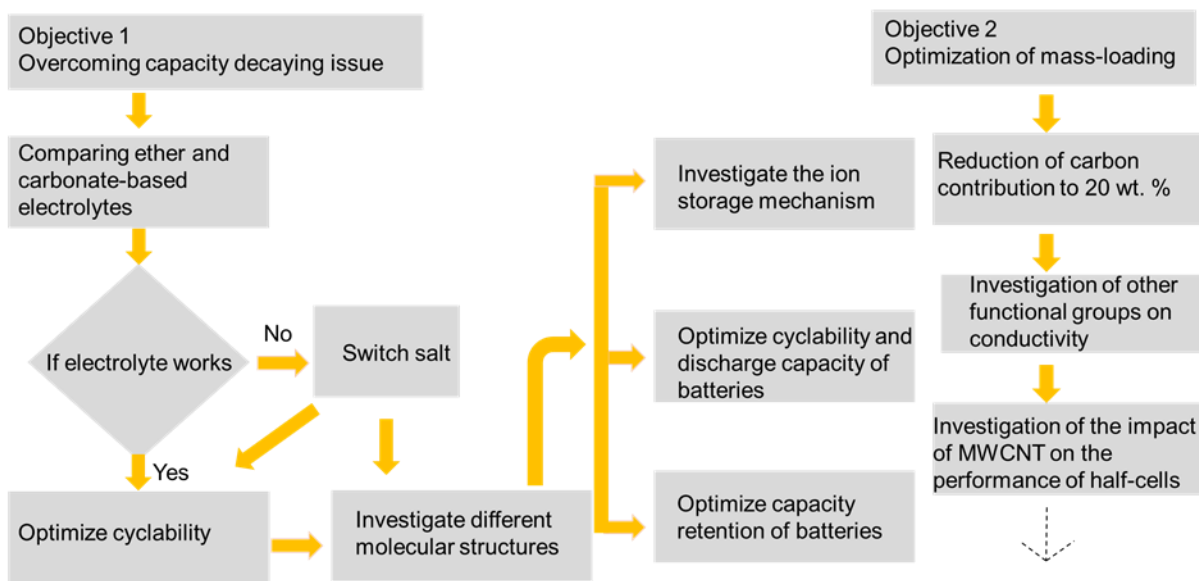 Objective 1
Overcoming capacity decaying issue
Comparing ether and
carbonate-based
electrolytes
If electrolyte works
No
Switch salt
Yes
Optimize cyclability
Investigate different
molecular structures
Investigate the ion
storage mechanism
Optimize cyclability and
discharge capacity of
batteries
Optimize capacity
retention of batteries
Objective 2
Optimization of mass-loading
Reduction of carbon
contribution to 20 wt. %
Investigation of other
functional groups on
conductivity
Investigation of the impact
of MWCNT on the
performance of half-cells